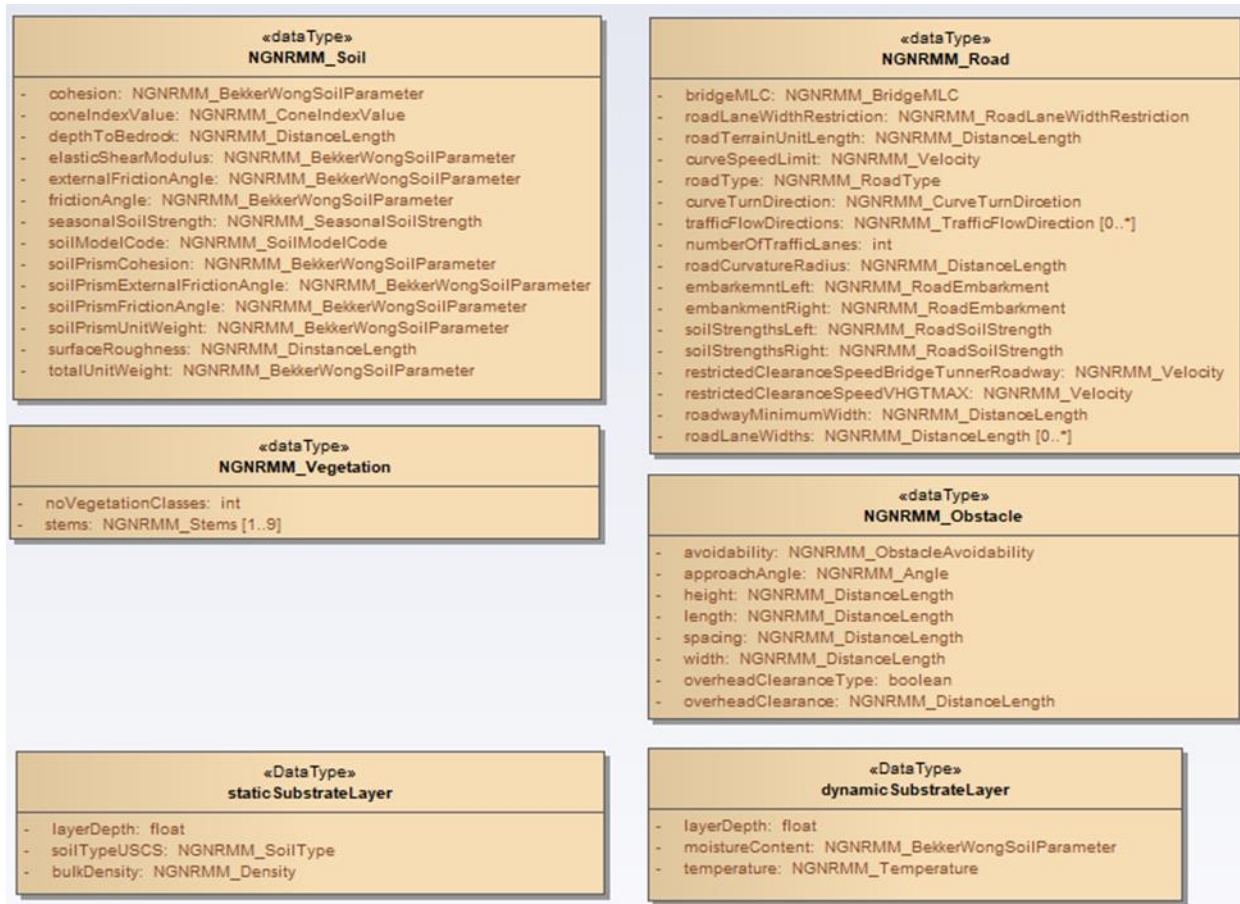 «dataType»
NGNRMM_Soil
- cohesion: NGNRMM_BekkerWongSoilParameter
- coneIndexValue: NGNRMM_ConeIndexValue
- depthToBedrock: NGNRMM_DistanceLength
- elasticShearModulus: NGNRMM_BekkerWongSoilParameter
- externalFrictionAngle: NGNRMM_BekkerWongSoilParameter
- frictionAngle: NGNRMM_BekkerWongSoilParameter
- seasonalSoilStrength: NGNRMM_SeasonalSoilStrength
- soilModelCode: NGNRMM_SoilModelCode
- soilPrismCohesion: NGNRMM_BekkerWongSoilParameter
- soilPrismExternalFrictionAngle: NGNRMM_BekkerWongSoilParameter
- soilPrismFrictionAngle: NGNRMM_BekkerWongSoilParameter
- soilPrismUnitWeight: NGNRMM_BekkerWongSoilParameter
- surfaceRoughness: NGNRMM_DinstanceLength
- totalUnitWeight: NGNRMM_BekkerWongSoilParameter
«dataType»
NGNRMM_Road
- bridgeMLC: NGNRMM_BridgeMLC
- roadLaneWidthRestriction: NGNRMM_RoadLaneWidthRestriction
- roadTerrainUnitLength: NGNRMM_DistanceLength
- curveSpeedLimit: NGNRMM_Velocity
- roadType: NGNRMM_RoadType
- curveTurnDirection: NGNRMM_CurveTurnDircetion
- trafficFlowDirections: NGNRMM_TrafficFlowDirection [0..*]
- numberOfTrafficLanes: int
- roadCurvatureRadius: NGNRMM_DistanceLength
- embarkemntLeft: NGNRMM_RoadEmbarkment
- embankmentRight: NGNRMM_RoadEmbarkment
- soilStrengthsLeft: NGNRMM_RoadSoilStrength
- soilStrengthsRight: NGNRMM_RoadSoilStrength
- restrictedClearanceSpeedBridgeTunnerRoadway: NGNRMM_Velocity
- restrictedClearanceSpeedVHGTMAX: NGNRMM_Velocity
- roadwayMinimumWidth: NGNRMM_DistanceLength
- roadLaneWidths: NGNRMM_DistanceLength [0..*]
«dataType»
NGNRMM_Vegetation
- noVegetationClasses: int
- stems: NGNRMM_Stems [1..9]
«dataType»
NGNRMM_Obstacle
- avoidability: NGNRMM_ObstacleAvoidability
- approachAngle: NGNRMM_Angle
- height: NGNRMM_DistanceLength
- length: NGNRMM_DistanceLength
- spacing: NGNRMM_DistanceLength
- width: NGNRMM_DistanceLength
- overheadClearanceType: boolean
- overheadClearance: NGNRMM_DistanceLength
«DataType»
staticSubstrateLayer
- layerDepth: float
- soilTypeUSCS: NGNRMM_SoilType
- bulkDensity: NGNRMM_Density
«DataType»
dynamicSubstrateLayer
- layerDepth: float
- moistureContent: NGNRMM_BekkerWongSoilParameter
- temperature: NGNRMM_Temperature